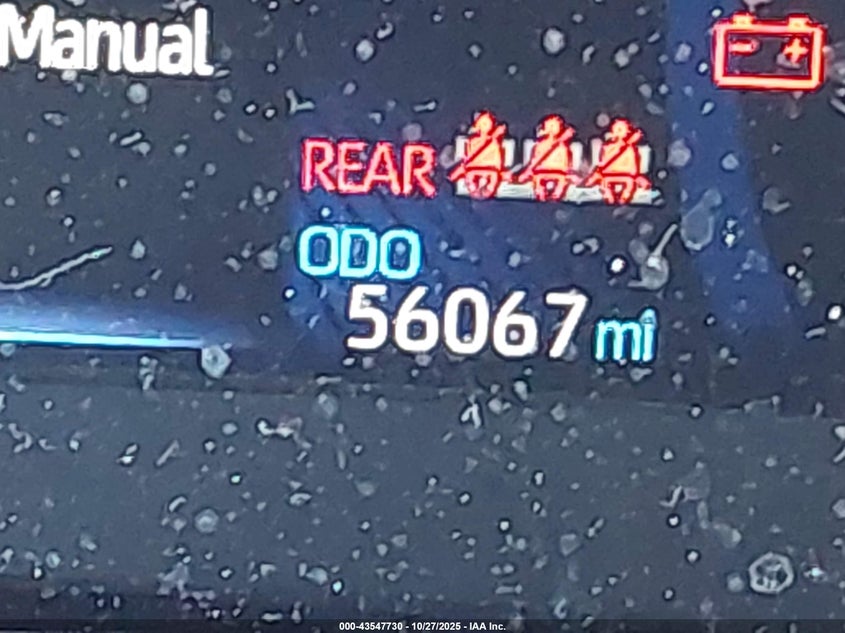 Manual
REAR
ODO
56067 mi
000-43547730 - 10/27/2025 - IAA Inc.